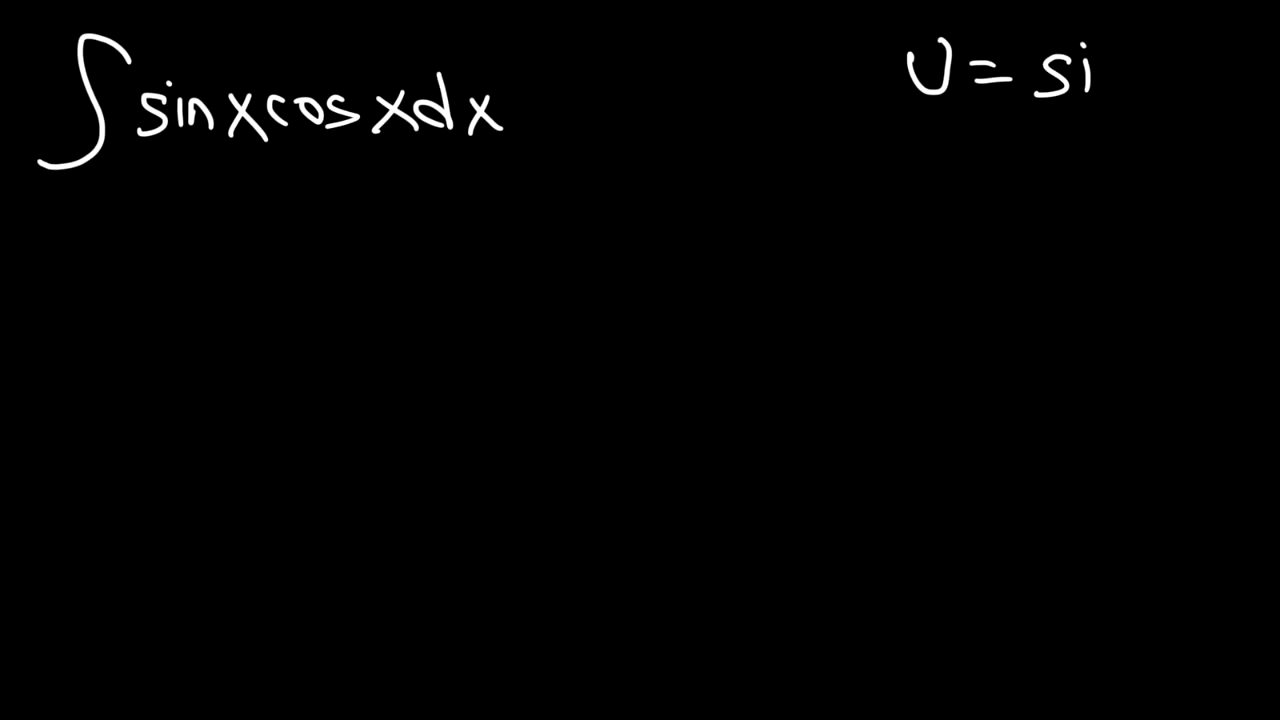 ∫ sin x cos x dx
U = si